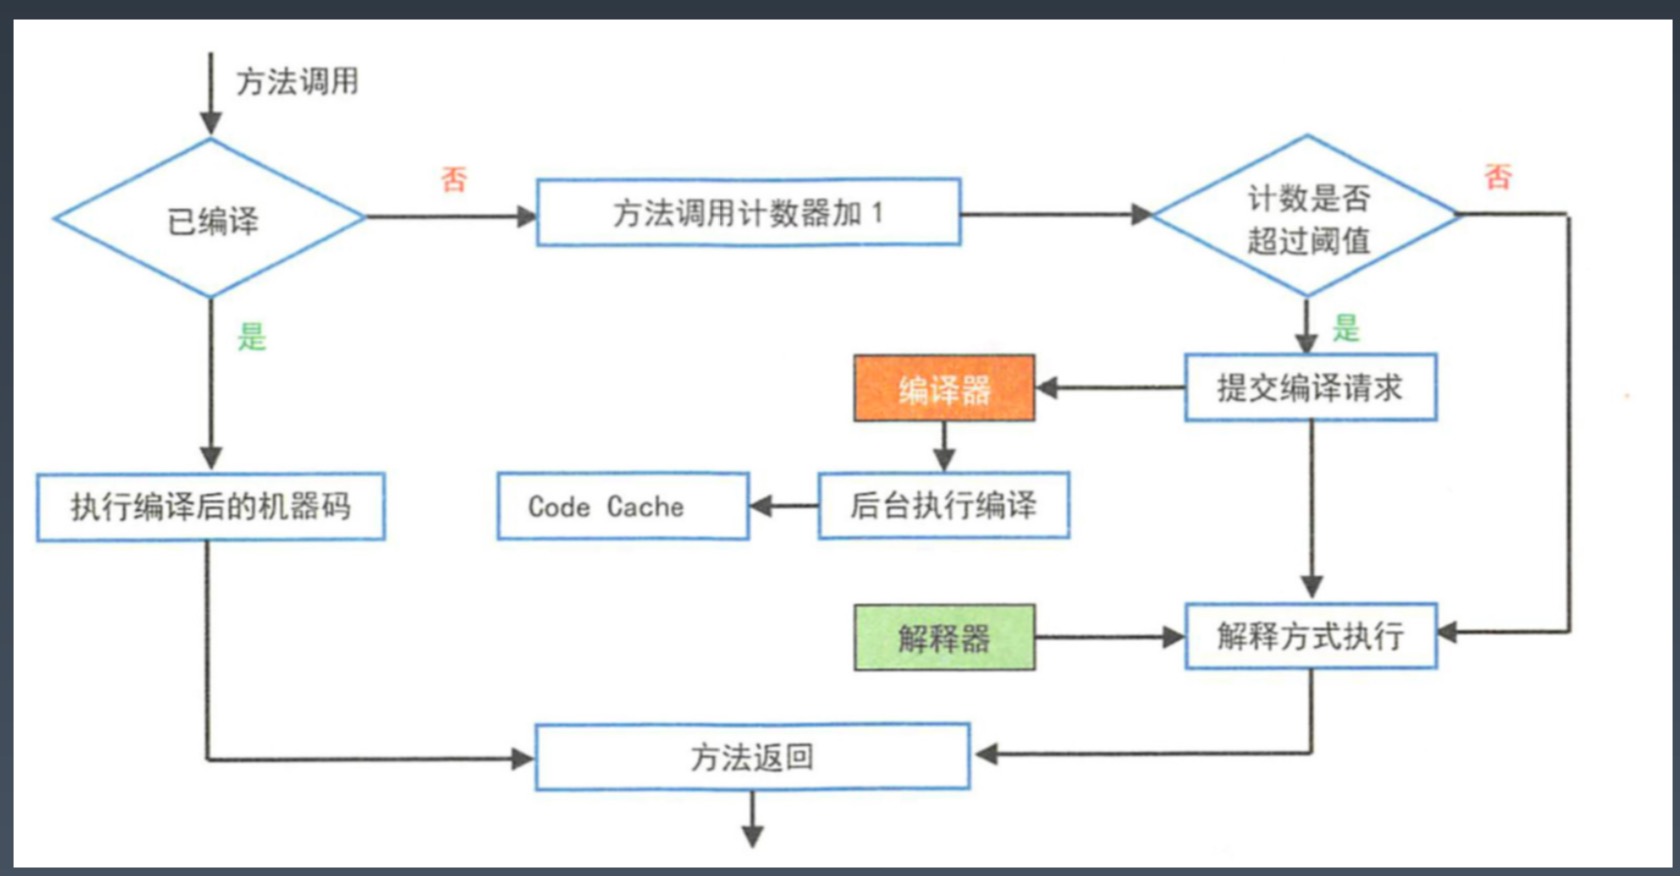 方法调用
已编译
否
方法调用计数器加1
计数是否
超过阈值
否
是
是
编译器
提交编译请求
执行编译后的机器码
Code Cache
后台执行编译
解释器
解释方式执行
方法返回